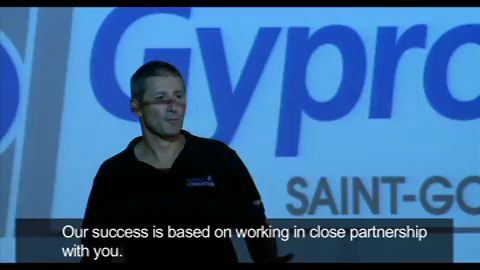 Gypro
SAINT-GO
Our success is based on working in close partnership
with you.